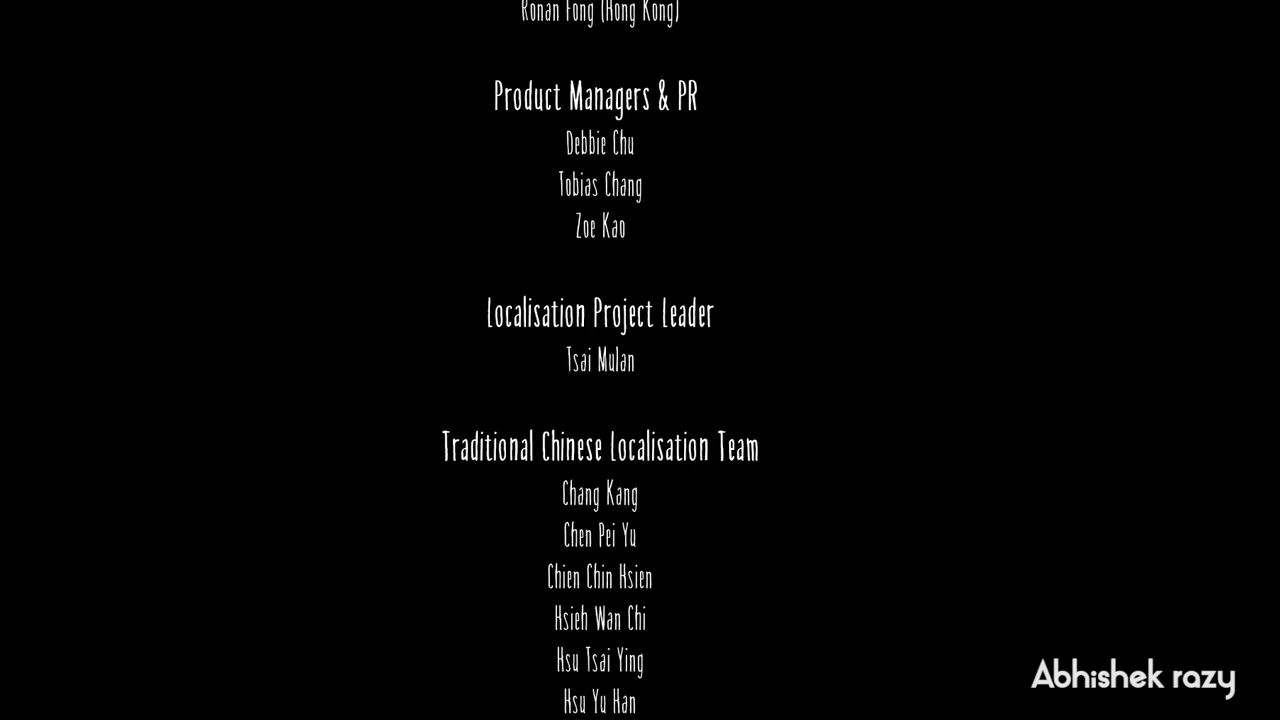 Ronan Fong (Hong Kong)
Product Managers & PR
Debbie Chu
Tobias Chang
Zoe Kao
Localisation Project Leader
Tsai Mulan
Traditional Chinese Localisation Team
Chang Kang
Chen Pei Yu
Chien Chin Hsien
Hsieh Wan Chi
Hsu Tsai Ying
Hsu Yu Han
Abhishek razy